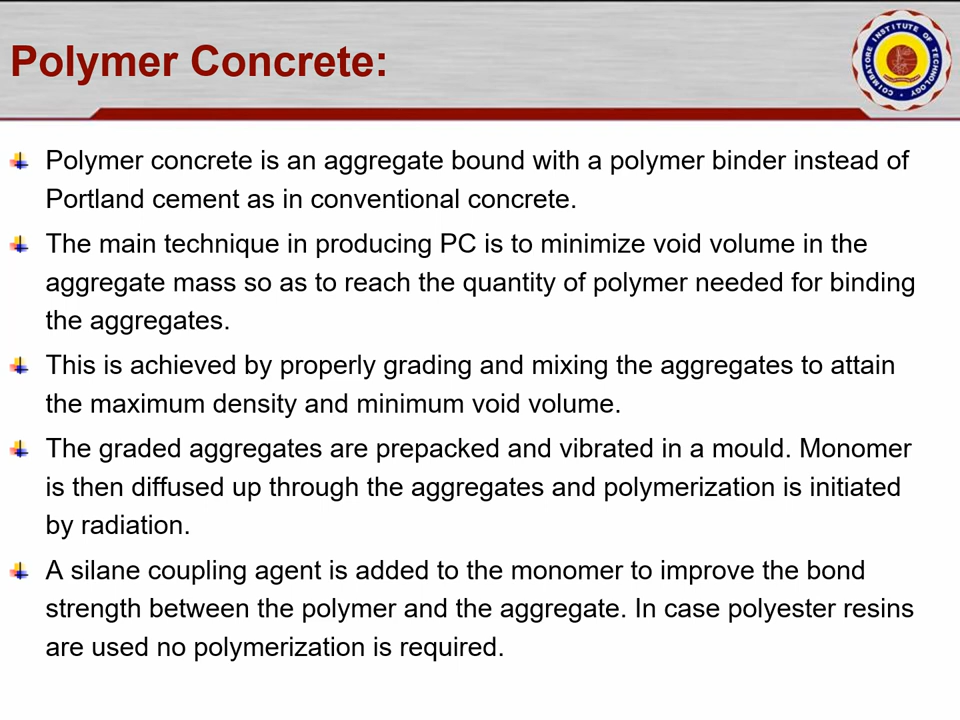 Polymer Concrete:
COIMBATORE INSTITUTE OF TECHNOLOGY
Polymer concrete is an aggregate bound with a polymer binder instead of
Portland cement as in conventional concrete.
The main technique in producing PC is to minimize void volume in the
aggregate mass so as to reach the quantity of polymer needed for binding
the aggregates.
This is achieved by properly grading and mixing the aggregates to attain
the maximum density and minimum void volume.
The graded aggregates are prepacked and vibrated in a mould. Monomer
is then diffused up through the aggregates and polymerization is initiated
by radiation.
A silane coupling agent is added to the monomer to improve the bond
strength between the polymer and the aggregate. In case polyester resins
are used no polymerization is required.